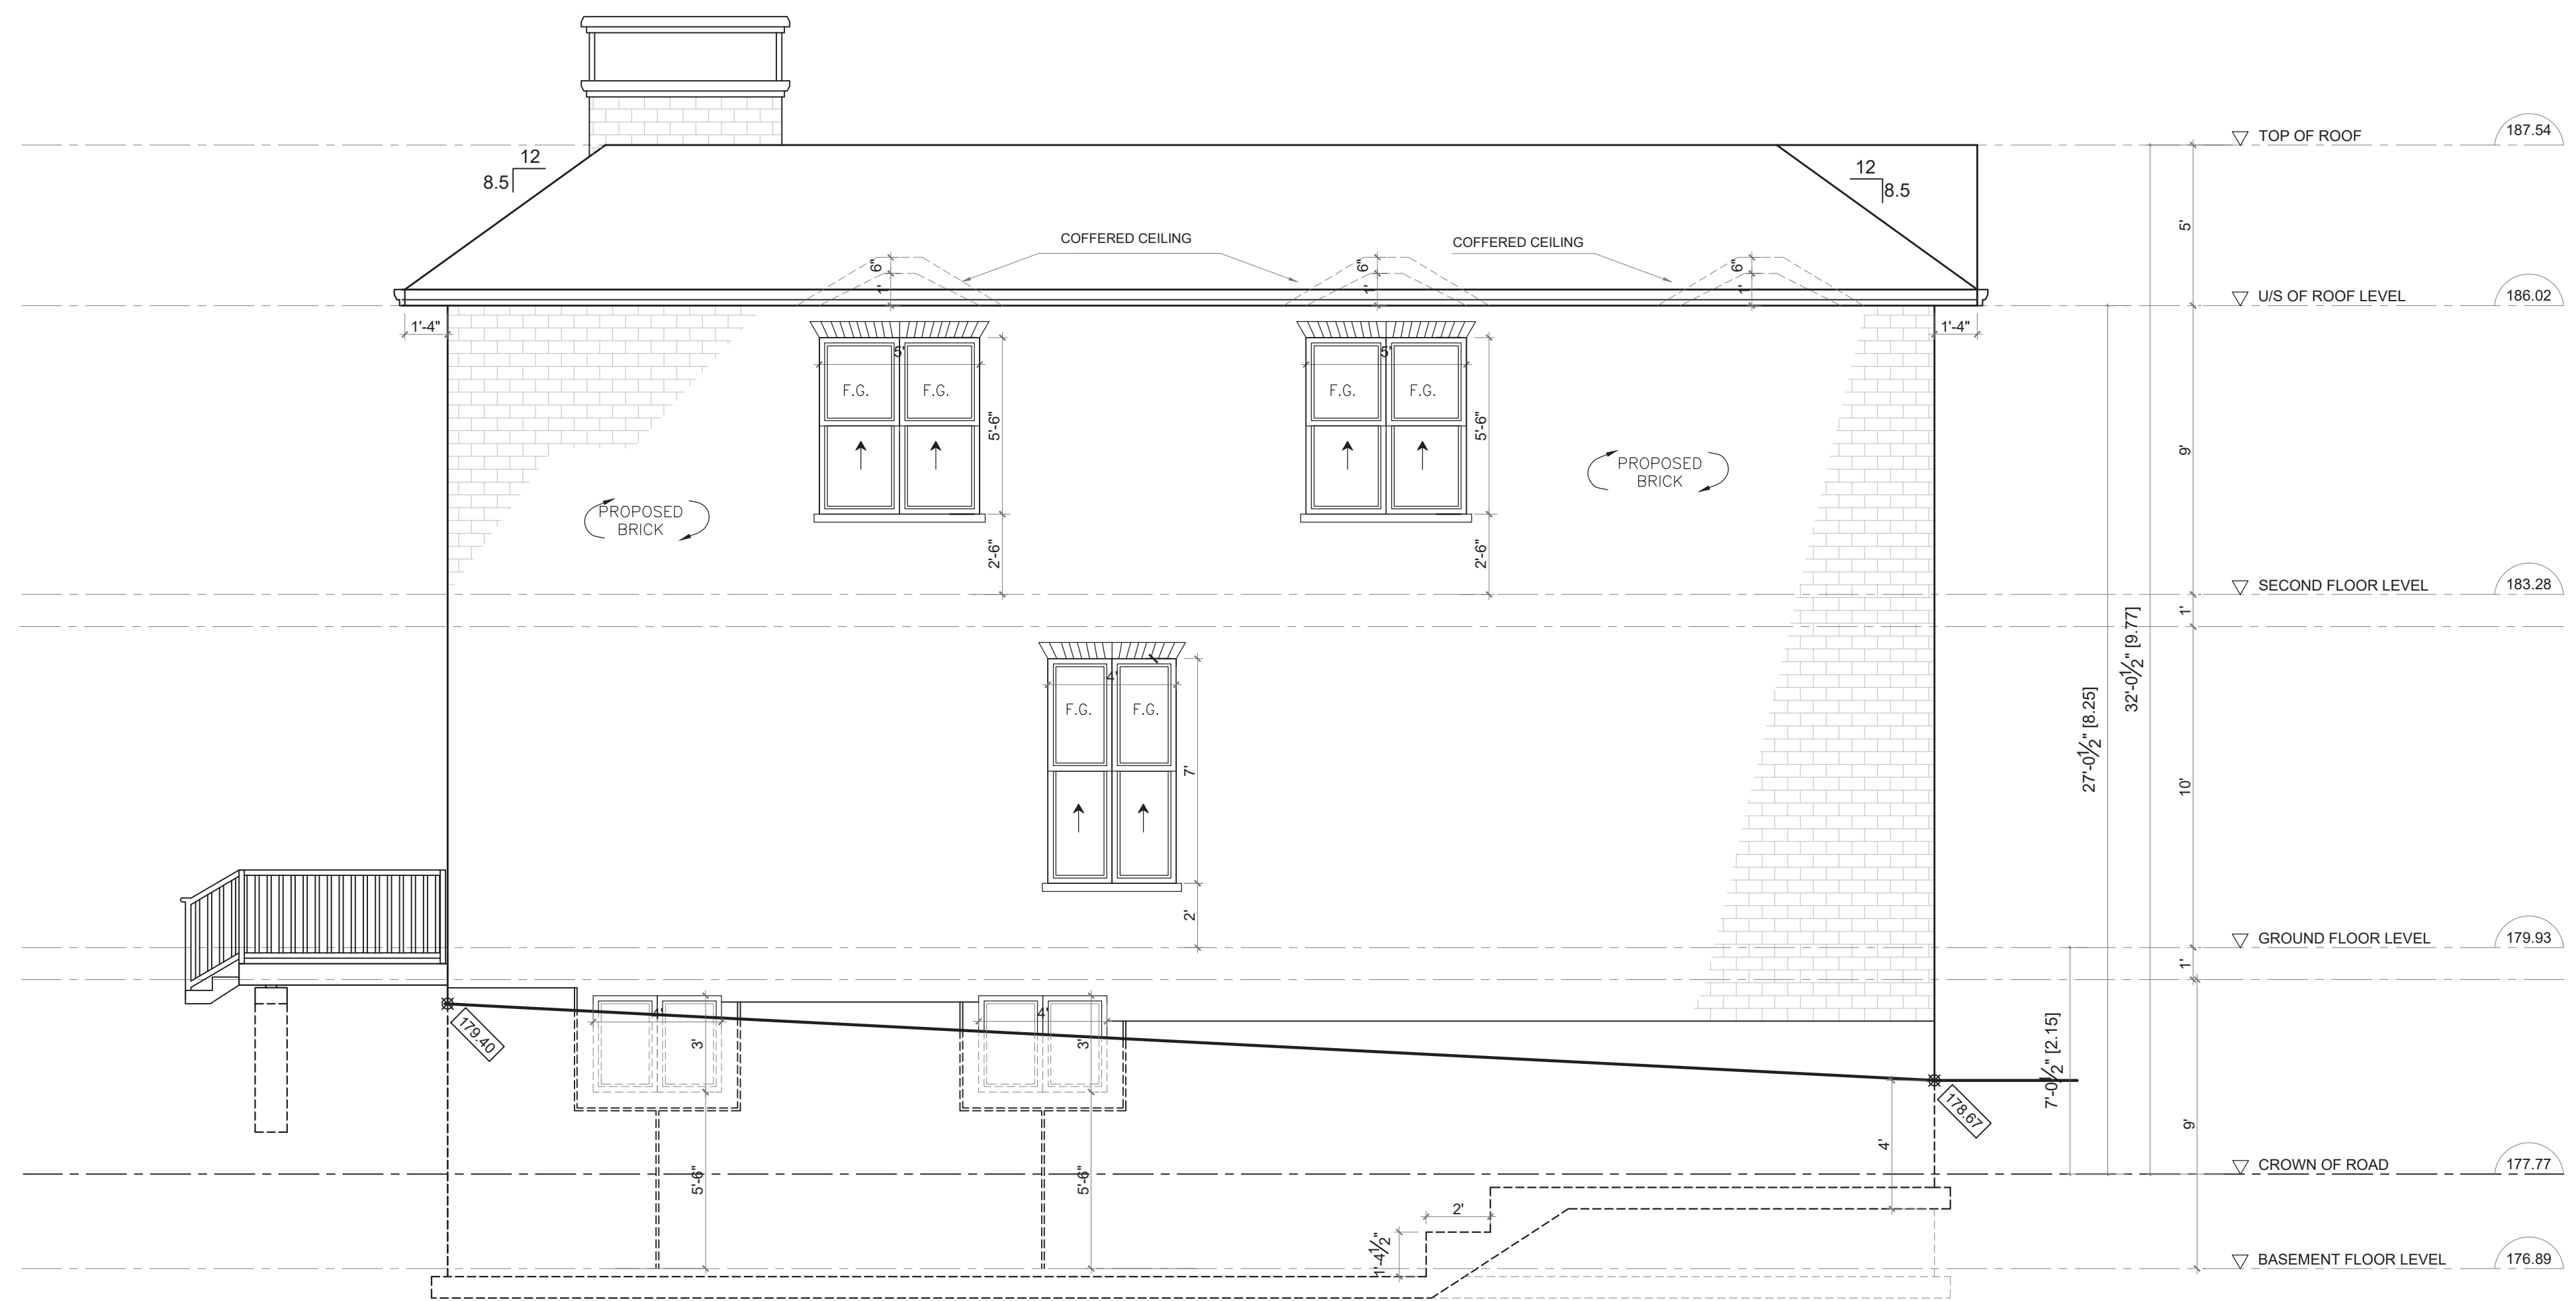 12
8.5
12
8.5
TOP OF ROOF
187.54
5'
COFFERED CEILING
COFFERED CEILING
6"
1'
6"
1'
6"
1'
U/S OF ROOF LEVEL
186.02
1'-4"
1'-4"
5'
5'
F.G.
F.G.
F.G.
F.G.
5'-6"
5'-6"
9'
PROPOSED
BRICK
PROPOSED
BRICK
2'-6"
2'-6"
SECOND FLOOR LEVEL
183.28
1'
32'-0½" [9.77]
27'-0½" [8.25]
4'
F.G.
F.G.
7'
10'
2'
GROUND FLOOR LEVEL
179.93
1'
179.40
4'
4'
3'
3'
7'-0½" [2.15]
178.67
9'
4'
CROWN OF ROAD
177.77
5'-6"
5'-6"
2'
1'-4½"
BASEMENT FLOOR LEVEL
176.89